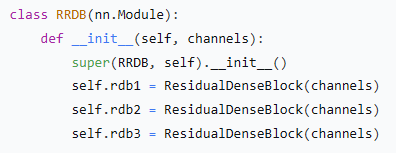 class RRDB(nn.Module):
    def __init__(self, channels):
        super(RRDB, self).__init__()
        self.rdb1 = ResidualDenseBlock(channels)
        self.rdb2 = ResidualDenseBlock(channels)
        self.rdb3 = ResidualDenseBlock(channels)